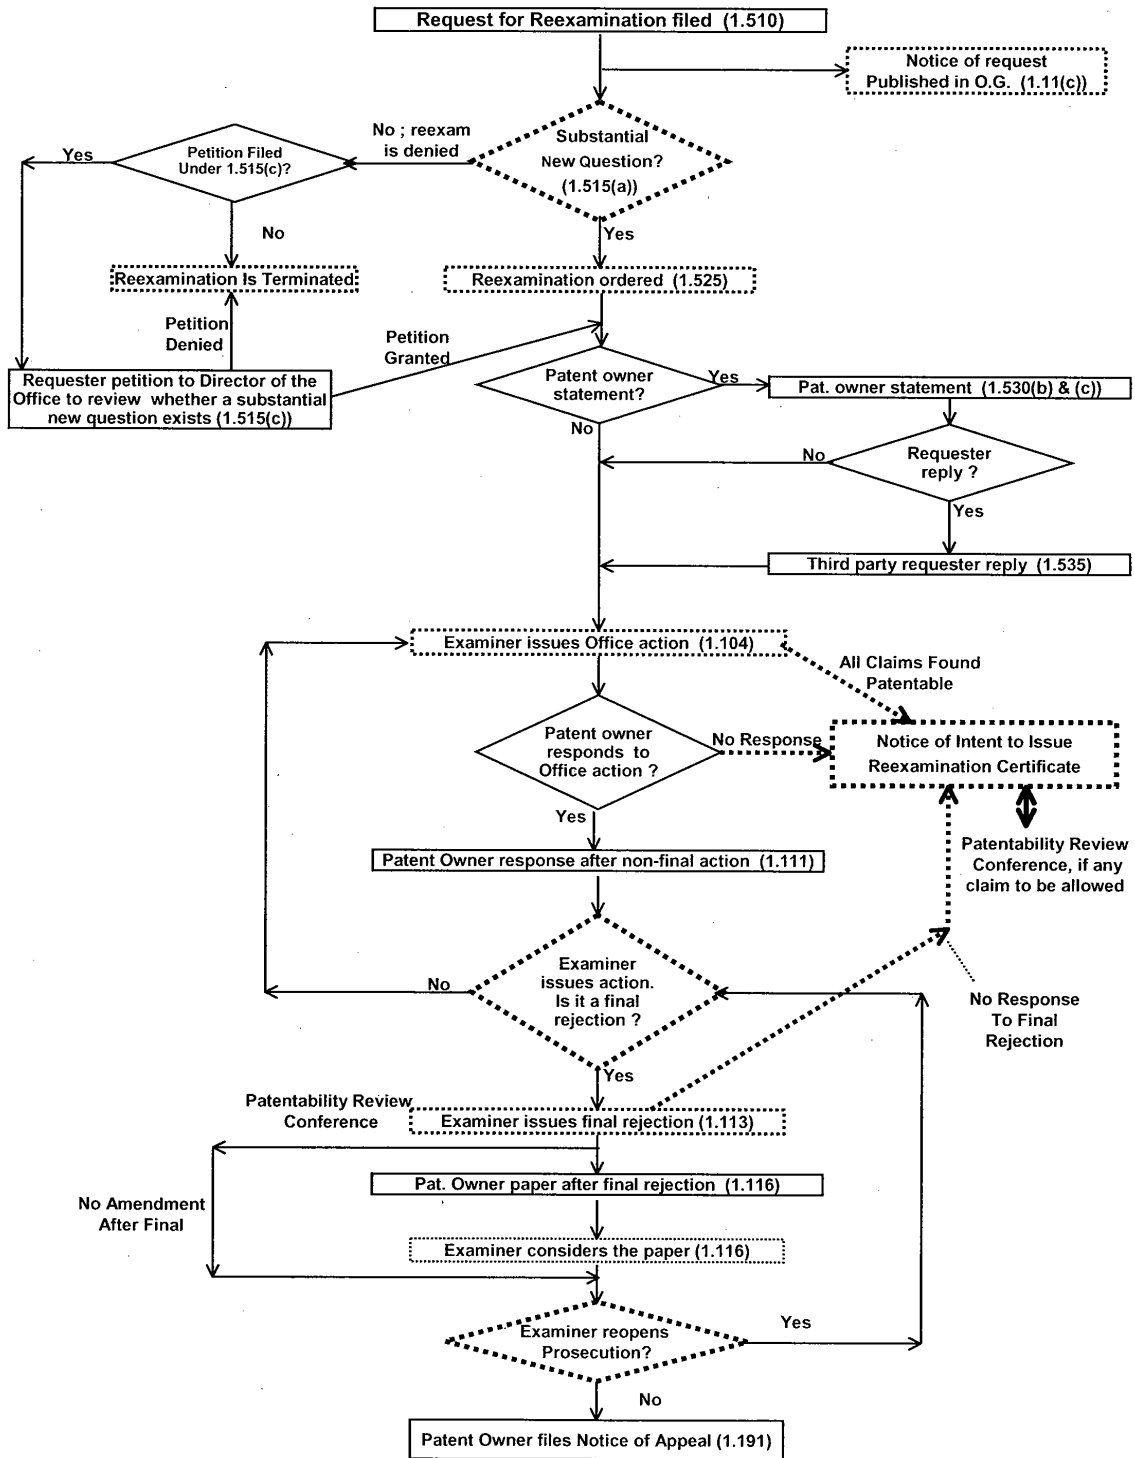 Request for Reexamination filed (1.510)
Notice of request
Published in O.G. (1.11(c))
Substantial
New Question?
(1.515(a))
No ; reexam
is denied
Petition Filed
Under 1.515(c)?
Yes
No
Yes
Reexamination Is Terminated
Reexamination ordered (1.525)
Petition
Denied
Petition
Granted
Requester petition to Director of the
Office to review whether a substantial
new question exists (1.515(c))
Patent owner
statement?
Yes
Pat. owner statement (1.530(b) & (c))
No
Requester
reply ?
No
Yes
Third party requester reply (1.535)
Examiner issues Office action (1.104)
All Claims Found
Patentable
Patent owner
responds to
Office action ?
No Response
Notice of Intent to Issue
Reexamination Certificate
Yes
Patent Owner response after non-final action (1.111)
Patentability Review
Conference, if any
claim to be allowed
Examiner
issues action.
Is it a final
rejection ?
No
No Response
To Final
Rejection
Yes
Patentability Review
Conference
Examiner issues final rejection (1.113)
Pat. Owner paper after final rejection (1.116)
No Amendment
After Final
Examiner considers the paper (1.116)
Examiner reopens
Prosecution?
Yes
No
Patent Owner files Notice of Appeal (1.191)